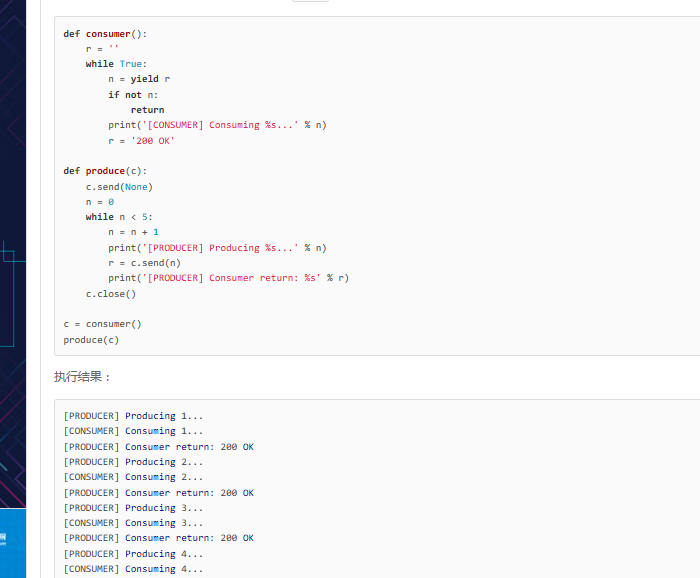 def consumer():
    r = ''
    while True:
        n = yield r
        if not n:
            return
        print('[CONSUMER] Consuming %s...' % n)
        r = '200 OK'

def produce(c):
    c.send(None)
    n = 0
    while n < 5:
        n = n + 1
        print('[PRODUCER] Producing %s...' % n)
        r = c.send(n)
        print('[PRODUCER] Consumer return: %s' % r)
    c.close()

c = consumer()
produce(c)
执行结果：
[PRODUCER] Producing 1...
[CONSUMER] Consuming 1...
[PRODUCER] Consumer return: 200 OK
[PRODUCER] Producing 2...
[CONSUMER] Consuming 2...
[PRODUCER] Consumer return: 200 OK
[PRODUCER] Producing 3...
[CONSUMER] Consuming 3...
[PRODUCER] Consumer return: 200 OK
[PRODUCER] Producing 4...
[CONSUMER] Consuming 4...